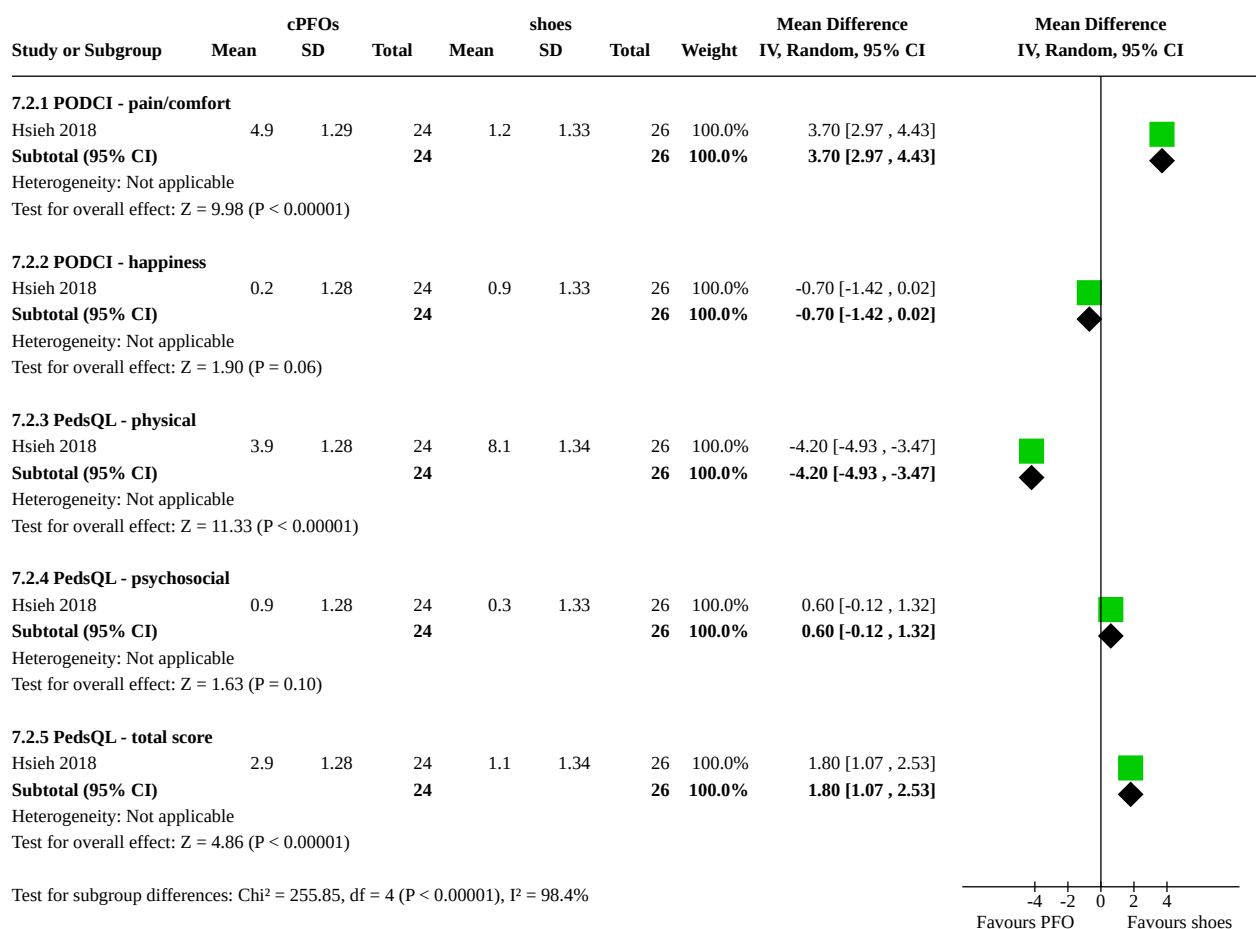 cPFOs shoes Mean Difference Mean Difference
Study or Subgroup Mean SD Total Mean SD Total Weight IV, Random, 95% CI IV, Random, 95% CI
7.2.1 PODCI - pain/comfort
Hsieh 2018 4.9 1.29 24 1.2 1.33 26 100.0% 3.70 [2.97 , 4.43]
Subtotal (95% CI) 24 26 100.0% 3.70 [2.97 , 4.43]
Heterogeneity: Not applicable
Test for overall effect: Z = 9.98 (P < 0.00001)
7.2.2 PODCI - happiness
Hsieh 2018 0.2 1.28 24 0.9 1.33 26 100.0% -0.70 [-1.42 , 0.02]
Subtotal (95% CI) 24 26 100.0% -0.70 [-1.42 , 0.02]
Heterogeneity: Not applicable
Test for overall effect: Z = 1.90 (P = 0.06)
7.2.3 PedsQL - physical
Hsieh 2018 3.9 1.28 24 8.1 1.34 26 100.0% -4.20 [-4.93 , -3.47]
Subtotal (95% CI) 24 26 100.0% -4.20 [-4.93 , -3.47]
Heterogeneity: Not applicable
Test for overall effect: Z = 11.33 (P < 0.00001)
7.2.4 PedsQL - psychosocial
Hsieh 2018 0.9 1.28 24 0.3 1.33 26 100.0% 0.60 [-0.12 , 1.32]
Subtotal (95% CI) 24 26 100.0% 0.60 [-0.12 , 1.32]
Heterogeneity: Not applicable
Test for overall effect: Z = 1.63 (P = 0.10)
7.2.5 PedsQL - total score
Hsieh 2018 2.9 1.28 24 1.1 1.34 26 100.0% 1.80 [1.07 , 2.53]
Subtotal (95% CI) 24 26 100.0% 1.80 [1.07 , 2.53]
Heterogeneity: Not applicable
Test for overall effect: Z = 4.86 (P < 0.00001)
Test for subgroup differences: Chi² = 255.85, df = 4 (P < 0.00001), I² = 98.4%
-4 -2 0 2 4
Favours PFO Favours shoes